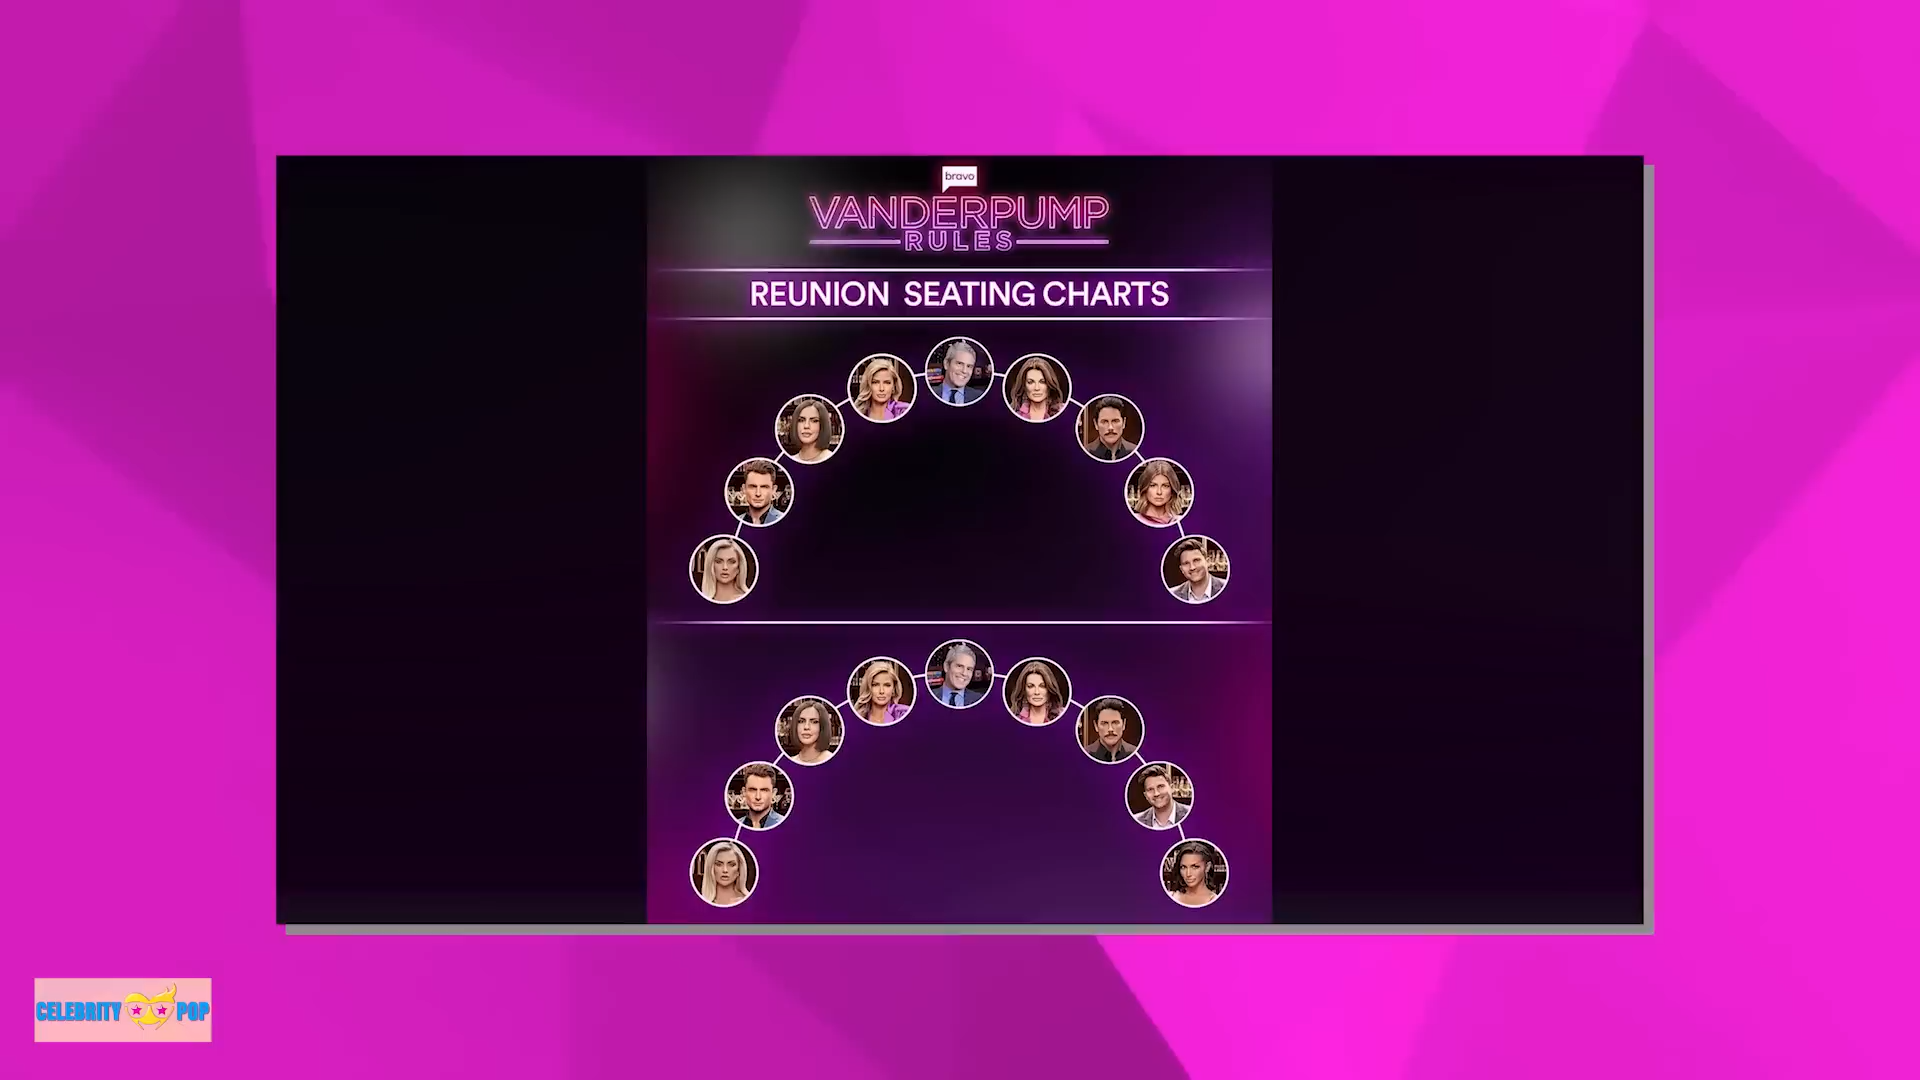 bravo
VANDERPUMP
RULES
REUNION SEATING CHARTS
CELEBRITY POP